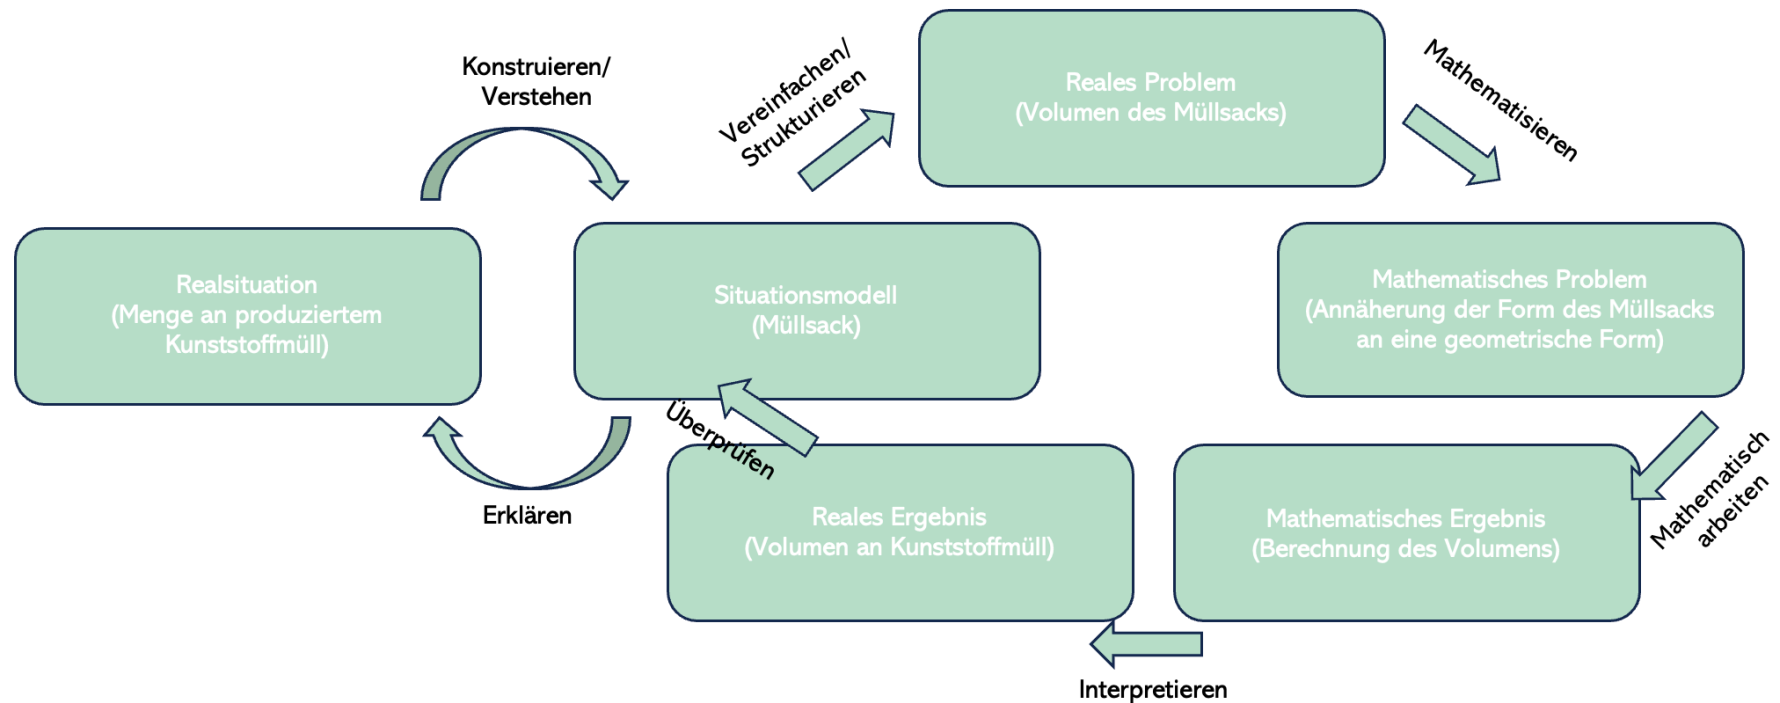 Konstruieren/
Verstehen
Vereinfachen/
Strukturieren
Reales Problem
(Volumen des Müllsacks)
Mathematisieren
Realsituation
(Menge an produziertem
Kunststoffmüll)
Situationsmodell
(Müllsack)
Mathematisches Problem
(Annäherung der Form des Müllsacks
an eine geometrische Form)
Überprüfen
Erklären
Reales Ergebnis
(Volumen an Kunststoffmüll)
Mathematisches Ergebnis
(Berechnung des Volumens)
Mathematisch
arbeiten
Interpretieren